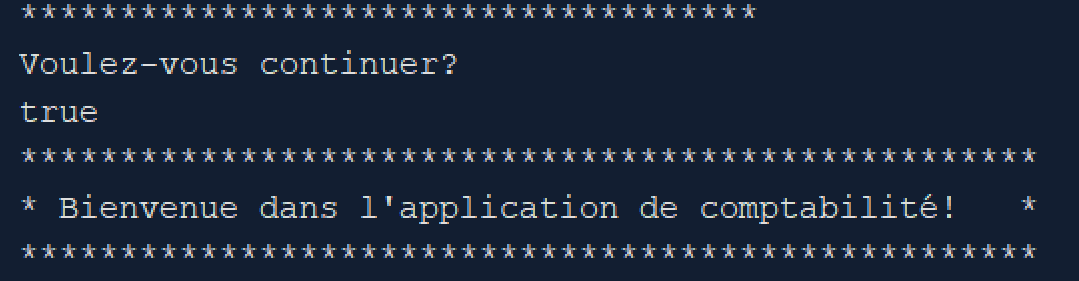 *************************************
Voulez-vous continuer?
true
***************************************************
* Bienvenue dans l'application de comptabilité!   *
***************************************************